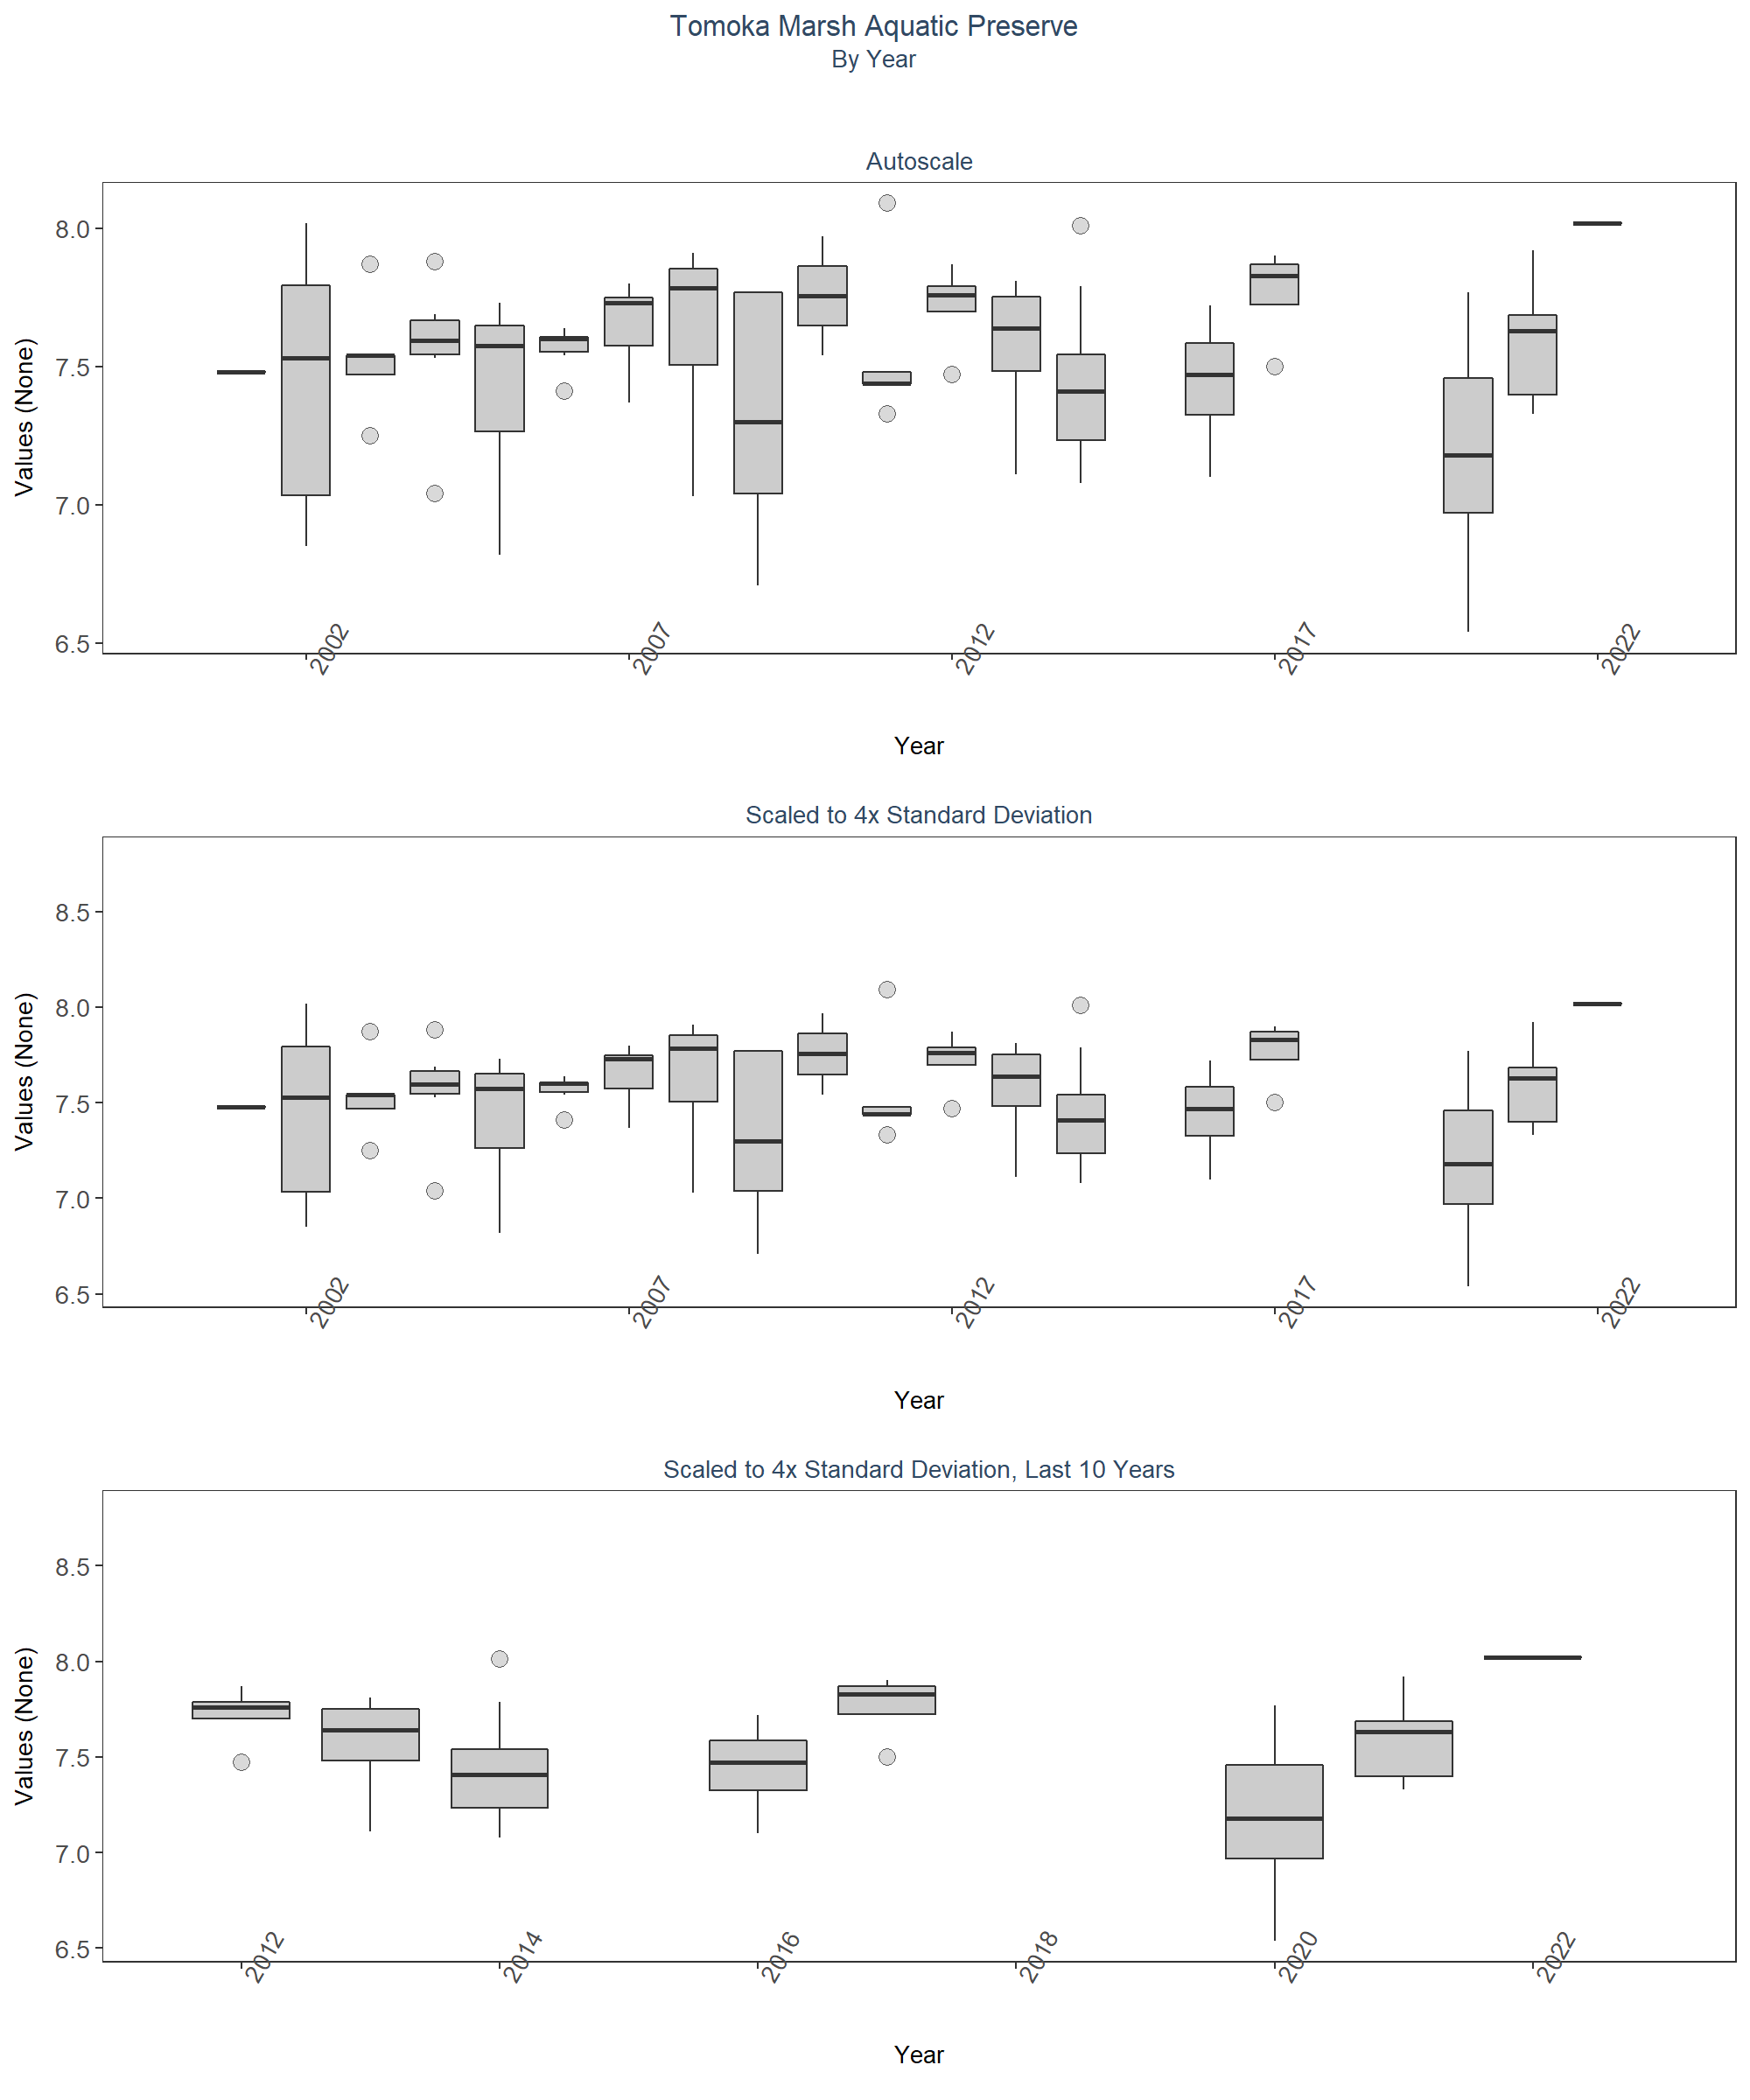 Tomoka Marsh Aquatic Preserve
By Year
Autoscale
Values (None)
8.0
7.5
7.0
6.5
2002
2007
2012
2017
2022
Year
Scaled to 4x Standard Deviation
Values (None)
8.5
8.0
7.5
7.0
6.5
2002
2007
2012
2017
2022
Year
Scaled to 4x Standard Deviation, Last 10 Years
Values (None)
8.5
8.0
7.5
7.0
6.5
2012
2014
2016
2018
2020
2022
Year